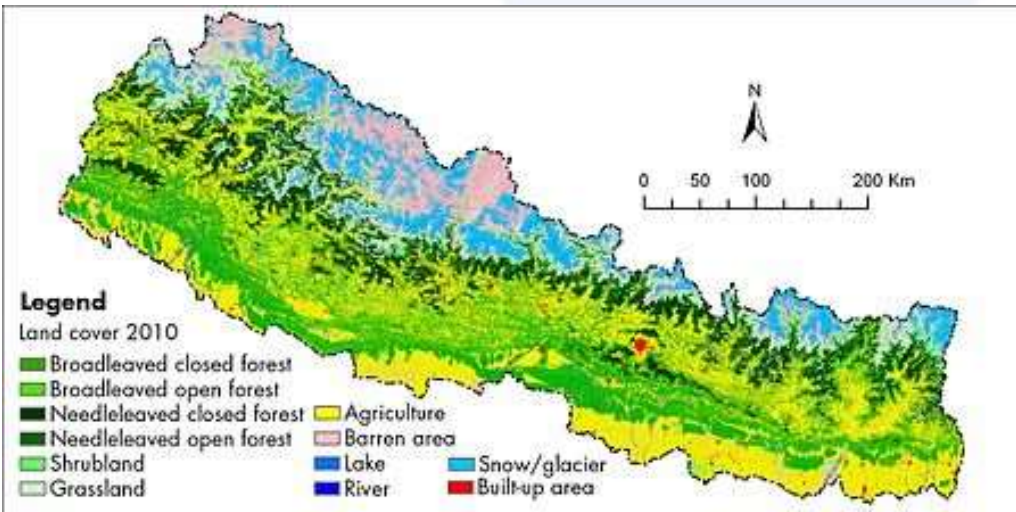 N
0 50 100 200 Km
Legend
Land cover 2010
Broadleaved closed forest
Broadleaved open forest
Needleleaved closed forest
Needleleaved open forest
Shrubland
Grassland
Agriculture
Barren area
Lake
River
Snow/glacier
Built-up area